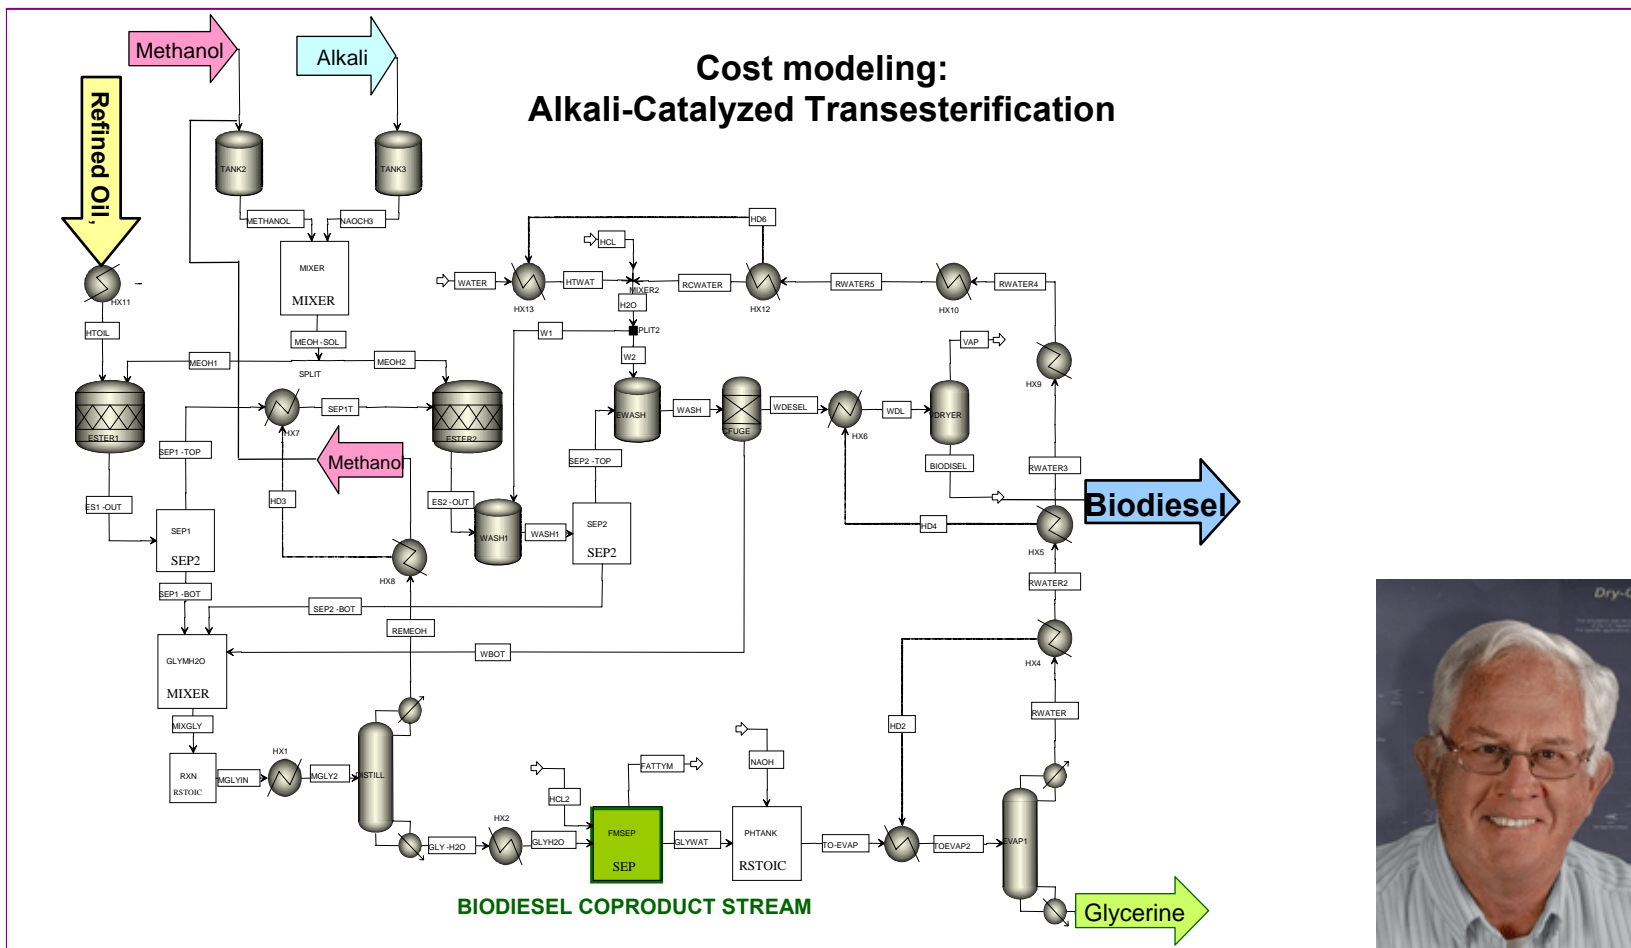 Methanol
Alkali
Cost modeling:
Alkali-Catalyzed Transesterification
Refined Oil,
TANK2
TANK3
METHANOL
NAOCH3
MIXER
MIXER
HX11
HTOIL
MEOH-SOL
MEOH1
MEOH2
SPLIT
WATER
HX13
HTWAT
HCL
MIXER2
H2O
RCWATER
HD6
HX12
RWATER5
HX10
RWATER4
W1
PLIT2
W2
VAP
HX9
ESTER1
SEP1-TOP
HX7
SEP1T
ESTER2
EWASH
WASH
CFUGE
WDESEL
HX6
WDL
DRYER
BIODISEL
RWATER3
Methanol
ES1-OUT
HD3
ES2-OUT
SEP2-TOP
Biodiesel
SEP1
SEP2
HX8
WASH1
WASH1
SEP2
SEP2
HD4
HX5
SEP1-BOT
SEP2-BOT
RWATER2
REMEOH
GLYMH2O
MIXER
WBOT
HX4
MIXGLY
RWATER
HD2
RXN
RSTOIC
MGLYIN
HX1
MGLY2
DISTILL
HCL2
FATTYM
NAOH
GLY-H2O
HX2
GLYH2O
FMSEP
SEP
GLYWAT
PHTANK
RSTOIC
TO-EVAP
TOEVAP2
EVAP1
BIODIESEL COPRODUCT STREAM
Glycerine